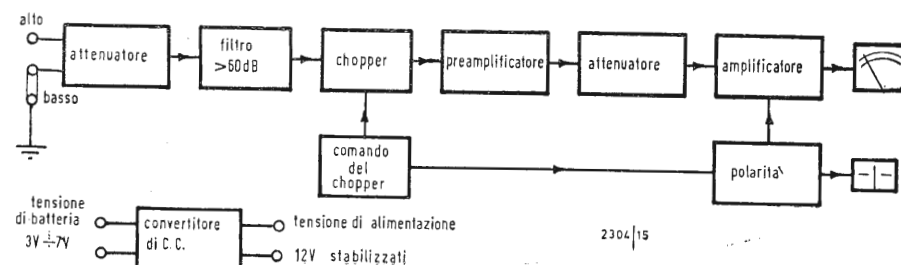 alto
attenuatore
filtro
>60dB
chopper
preamplificatore
attenuatore
amplificatore
basso
comando
del
chopper
polarita`
tensione
di batteria
3V÷7V
convertitore
di C.C.
tensione di alimentazione
12V stabilizzati
2304/15